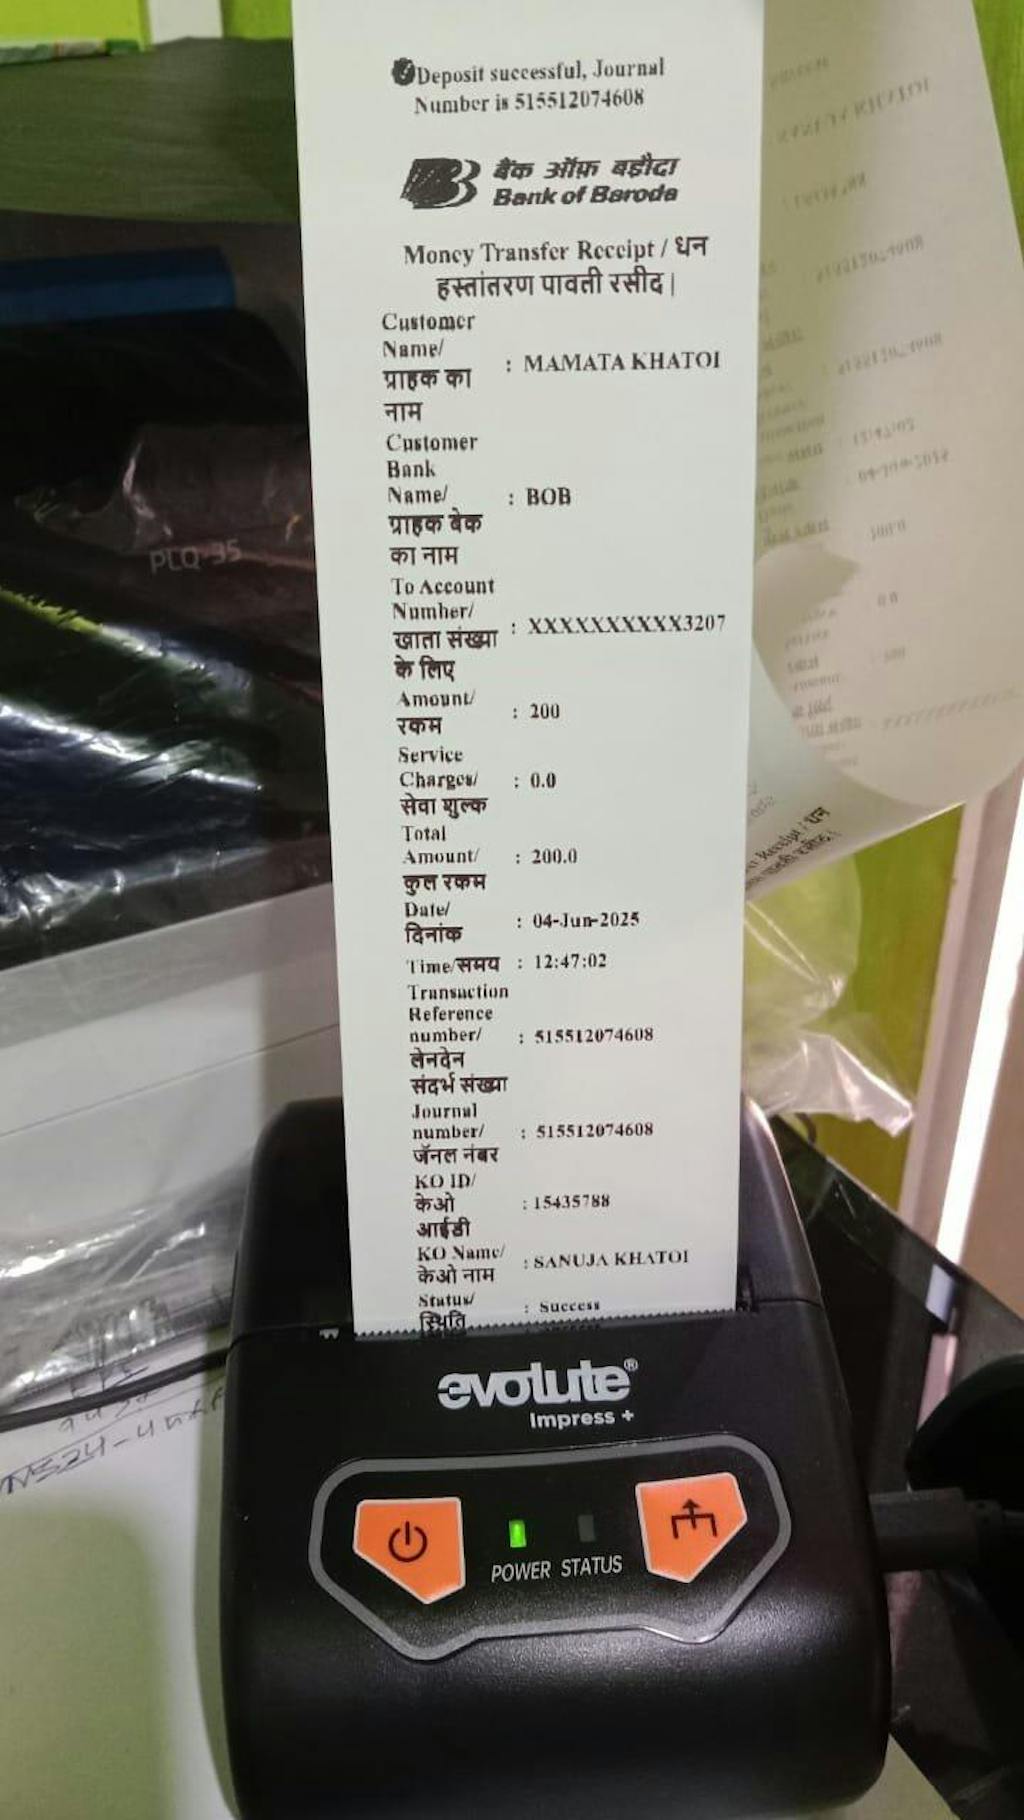 Deposit successful, Journal
Number is 515512074608
बैंक ऑफ़ बड़ौदा
Bank of Baroda
Money Transfer Receipt / धन
हस्तांतरण पावती रसीद |
Customer
Name/
ग्राहक का
नाम
: MAMATA KHATOI
Customer
Bank
Name/
ग्राहक बेंक
का नाम
: BOB
To Account
Number/
खाता संख्या
के लिए
: XXXXXXXXXX3207
Amount/
रकम
: 200
Service
Charges/
सेवा शुल्क
: 0.0
Total
Amount/
कुल रकम
: 200.0
Date/
दिनांक
: 04-Jun-2025
Time/समय : 12:47:02
Transaction
Reference
number/
लेनदेन
संदर्भ संख्या
: 515512074608
Journal
number/
जॅनल नंबर
: 515512074608
KO ID/
केओ
आईडी
: 15435788
KO Name/
केओ नाम
: SANUJA KHATOI
Status/
स्थिति
: Success
evolute®
Impress +
POWER STATUS
PLQ-35
Receipt / धन